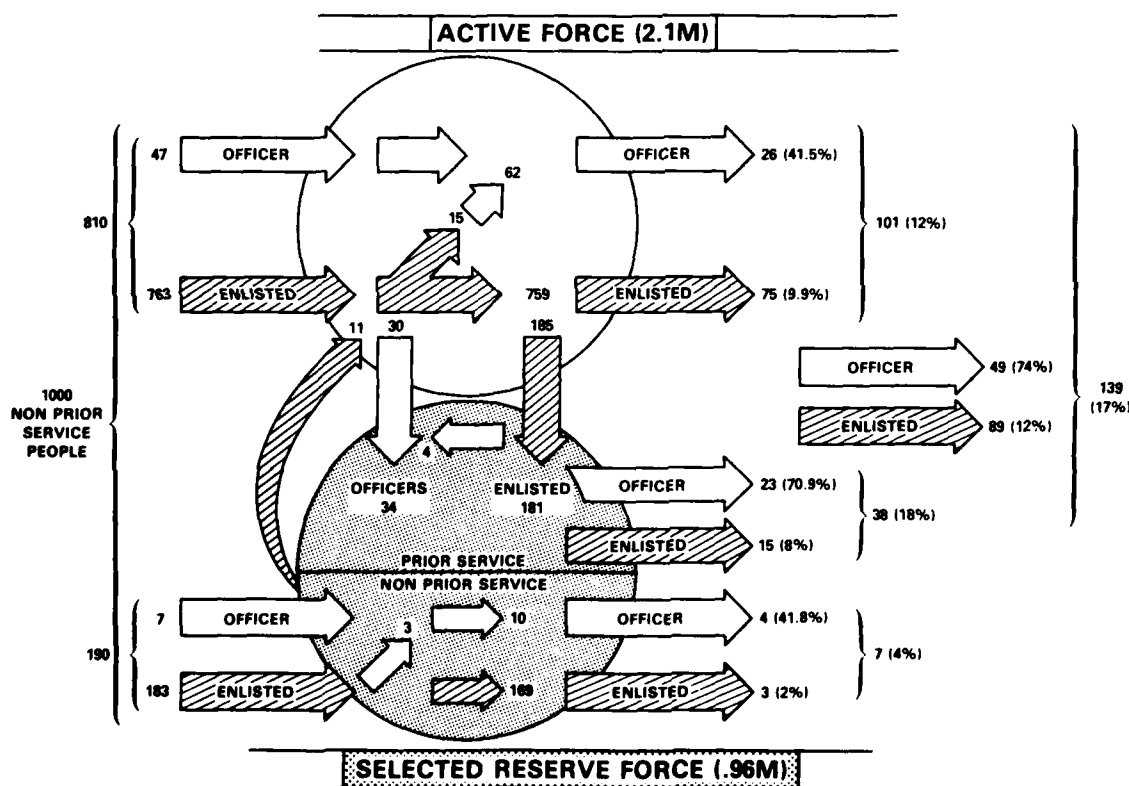 ACTIVE FORCE (2.1M)
47
OFFICER
OFFICER
26 (41.5%)
62
15
810
101 (12%)
763
ENLISTED
759
ENLISTED
75 (9.9%)
11
30
185
OFFICER
49 (74%)
139
(17%)
1000
NON PRIOR
SERVICE
PEOPLE
ENLISTED
89 (12%)
4
OFFICERS
34
ENLISTED
181
OFFICER
23 (70.9%)
38 (18%)
ENLISTED
15 (8%)
PRIOR SERVICE
NON PRIOR SERVICE
7
OFFICER
3
10
OFFICER
4 (41.8%)
190
7 (4%)
183
ENLISTED
169
ENLISTED
3 (2%)
SELECTED RESERVE FORCE (.96M)